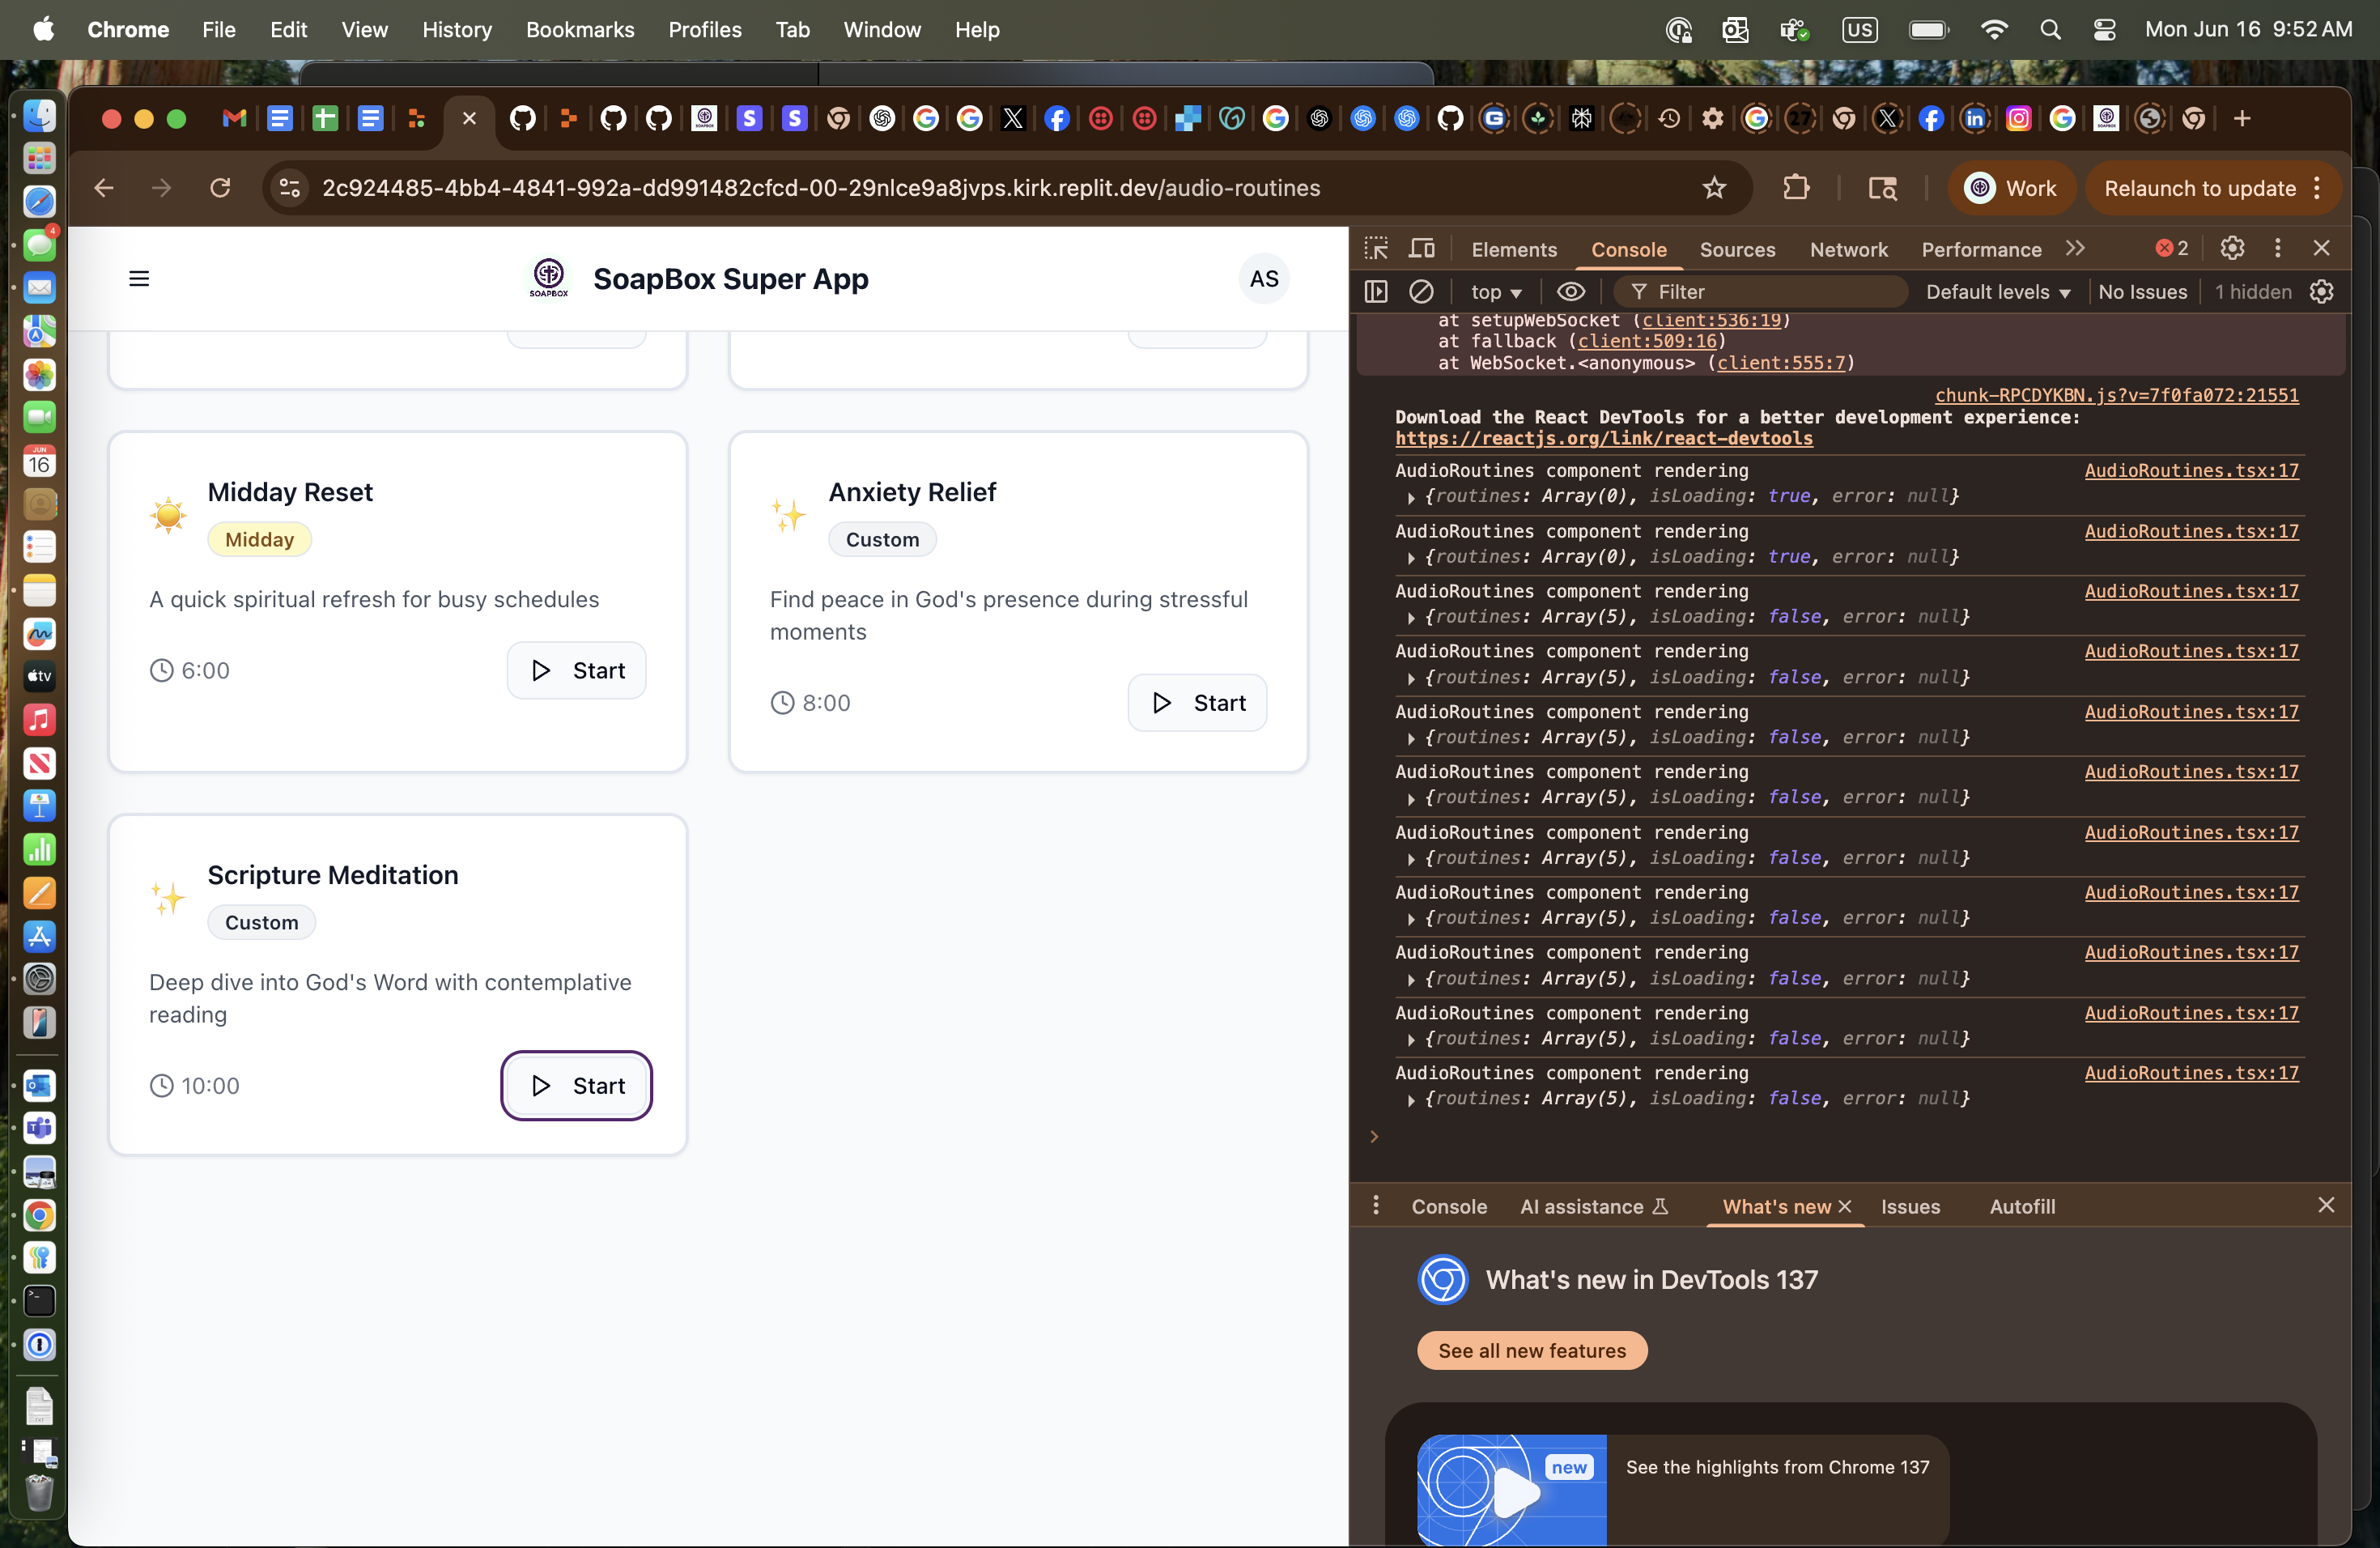 Chrome File Edit View History Bookmarks Profiles Tab Window Help
US
Mon Jun 16 9:52 AM
2c924485-4bb4-4841-992a-dd991482cfcd-00-29nlce9a8jvps.kirk.replit.dev/audio-routines
Work
Relaunch to update
4
JUN
16
tv
SOAPBOX
SoapBox Super App
AS
Midday Reset
Midday
A quick spiritual refresh for busy schedules
6:00
Start
Anxiety Relief
Custom
Find peace in God's presence during stressful
moments
8:00
Start
Scripture Meditation
Custom
Deep dive into God's Word with contemplative
reading
10:00
Start
Elements Console Sources Network Performance 2
top Filter Default levels No Issues 1 hidden
at setupWebSocket (client:536:19)
at fallback (client:509:16)
at WebSocket.<anonymous> (client:555:7)
chunk-RPCDYKBN.js?v=7f0fa072:21551
Download the React DevTools for a better development experience:
https://reactjs.org/link/react-devtools
AudioRoutines component rendering AudioRoutines.tsx:17
{routines: Array(0), isLoading: true, error: null}
AudioRoutines component rendering AudioRoutines.tsx:17
{routines: Array(0), isLoading: true, error: null}
AudioRoutines component rendering AudioRoutines.tsx:17
{routines: Array(5), isLoading: false, error: null}
AudioRoutines component rendering AudioRoutines.tsx:17
{routines: Array(5), isLoading: false, error: null}
AudioRoutines component rendering AudioRoutines.tsx:17
{routines: Array(5), isLoading: false, error: null}
AudioRoutines component rendering AudioRoutines.tsx:17
{routines: Array(5), isLoading: false, error: null}
AudioRoutines component rendering AudioRoutines.tsx:17
{routines: Array(5), isLoading: false, error: null}
AudioRoutines component rendering AudioRoutines.tsx:17
{routines: Array(5), isLoading: false, error: null}
AudioRoutines component rendering AudioRoutines.tsx:17
{routines: Array(5), isLoading: false, error: null}
AudioRoutines component rendering AudioRoutines.tsx:17
{routines: Array(5), isLoading: false, error: null}
AudioRoutines component rendering AudioRoutines.tsx:17
{routines: Array(5), isLoading: false, error: null}
Console AI assistance What's new Issues Autofill
What's new in DevTools 137
See all new features
new
See the highlights from Chrome 137